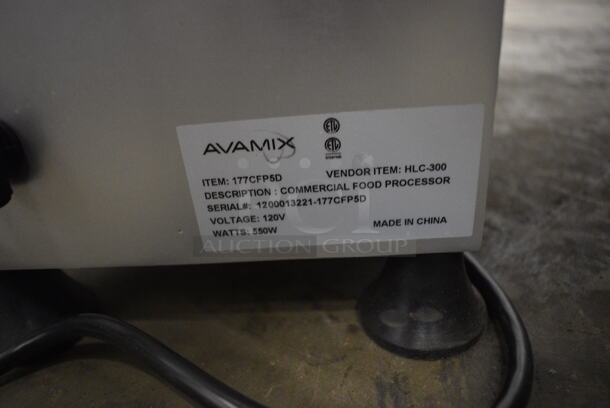 AVAMIX
ITEM: 177CFP5D VENDOR ITEM: HLC-300
DESCRIPTION : COMMERCIAL FOOD PROCESSOR
SERIAL#: 1200013221-177CFP5D
VOLTAGE: 120V
WATTS: 550W MADE IN CHINA
AUCTION GROUP